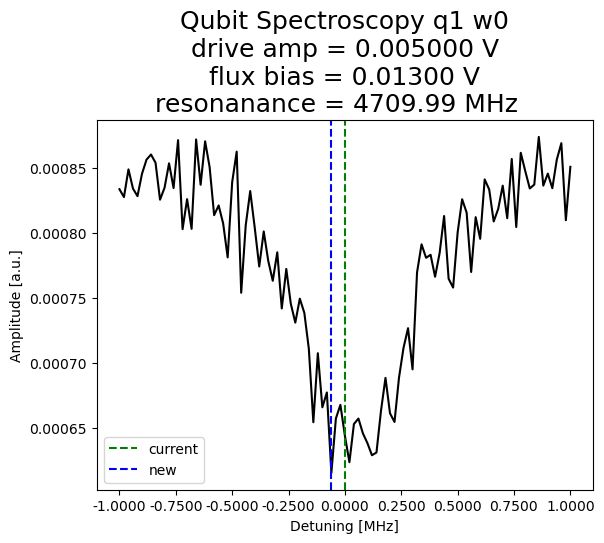 Qubit Spectroscopy q1 w0
drive amp = 0.005000 V
flux bias = 0.01300 V
resonanance = 4709.99 MHz
0.00085
0.00080
0.00075
0.00070
0.00065
Amplitude [a.u.]
current
new
-1.0000 -0.7500 -0.5000 -0.2500 0.0000 0.2500 0.5000 0.7500 1.0000
Detuning [MHz]